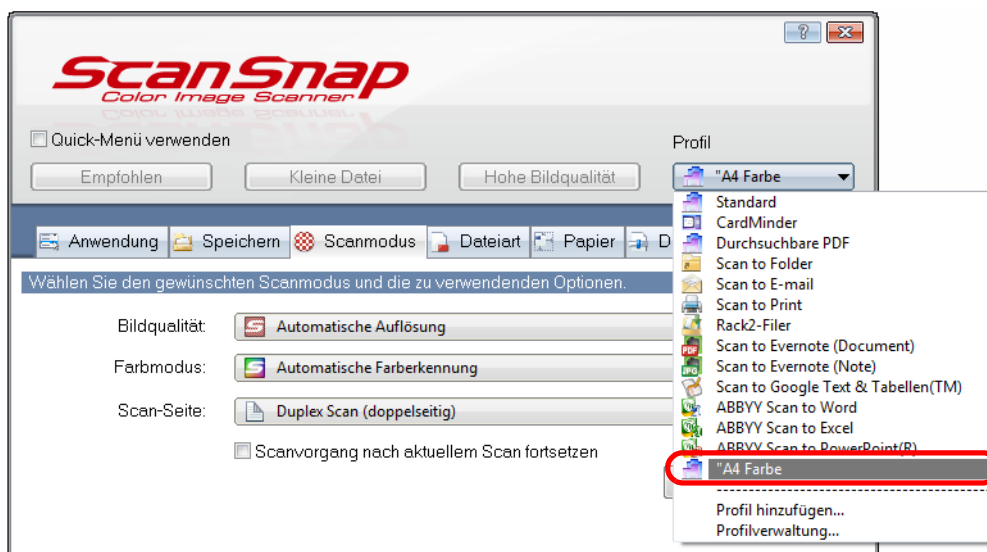 ScanSnap
Color Image Scanner
Quick-Menü verwenden
Profil
Empfohlen
Kleine Datei
Hohe Bildqualität
"A4 Farbe
Anwendung
Speichern
Scanmodus
Dateiart
Papier
D
Wählen Sie den gewünschten Scanmodus und die zu verwendenden Optionen.
Bildqualität:
Automatische Auflösung
Farbmodus:
Automatische Farberkennung
Scan-Seite:
Duplex Scan (doppelseitig)
Scanvorgang nach aktuellem Scan fortsetzen
Standard
CardMinder
Durchsuchbare PDF
Scan to Folder
Scan to E-mail
Scan to Print
Rack2-Filer
Scan to Evernote (Document)
Scan to Evernote (Note)
Scan to Google Text & Tabellen(TM)
ABBYY Scan to Word
ABBYY Scan to Excel
ABBYY Scan to PowerPoint(R)
"A4 Farbe
Profil hinzufügen...
Profilverwaltung...